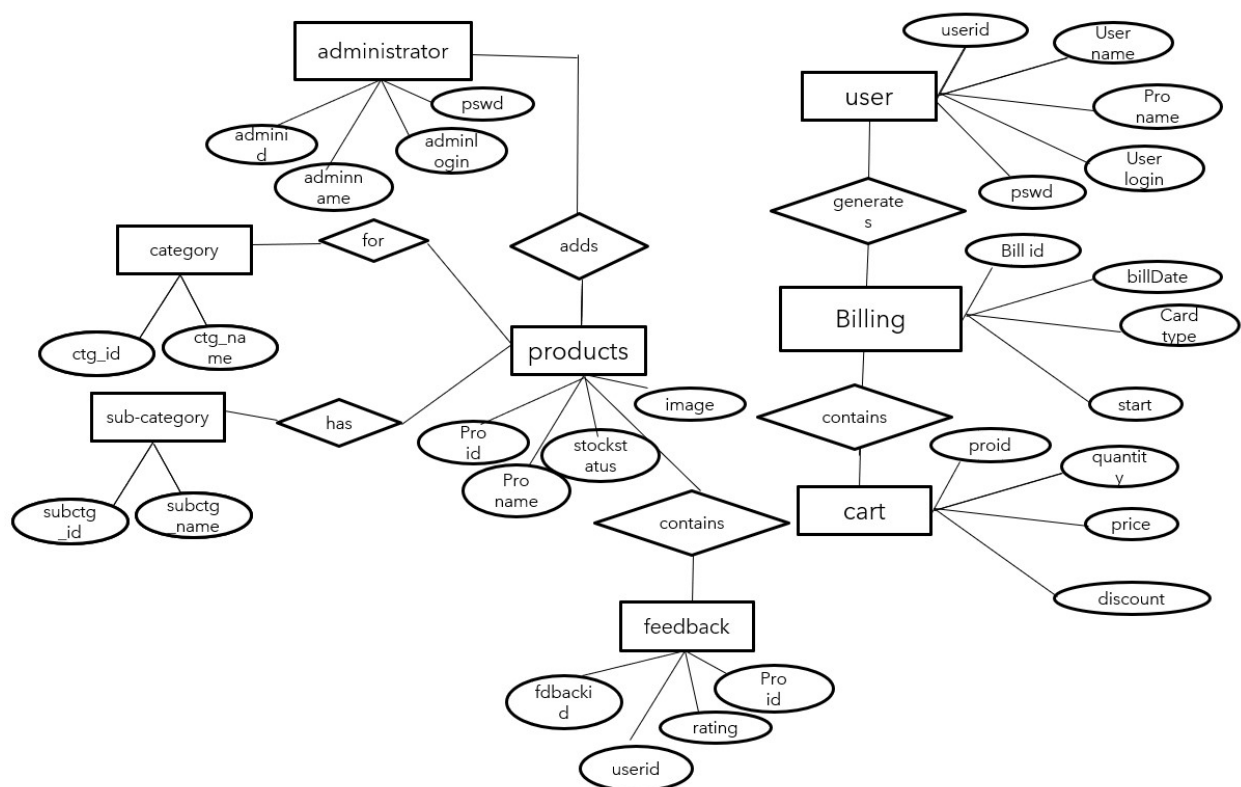 administrator
pswd
admini
d
adminl
ogin
adminn
ame
category
for
adds
ctg_id
ctg_na
me
products
sub-category
has
image
Pro
id
stockst
atus
Pro
name
subctg
_id
subctg
_name
contains
feedback
fdbacki
d
Pro
id
rating
userid
userid
User
name
user
Pro
name
User
login
pswd
generate
s
Bill id
billDate
Billing
Card
type
start
contains
proid
quantit
y
cart
price
discount